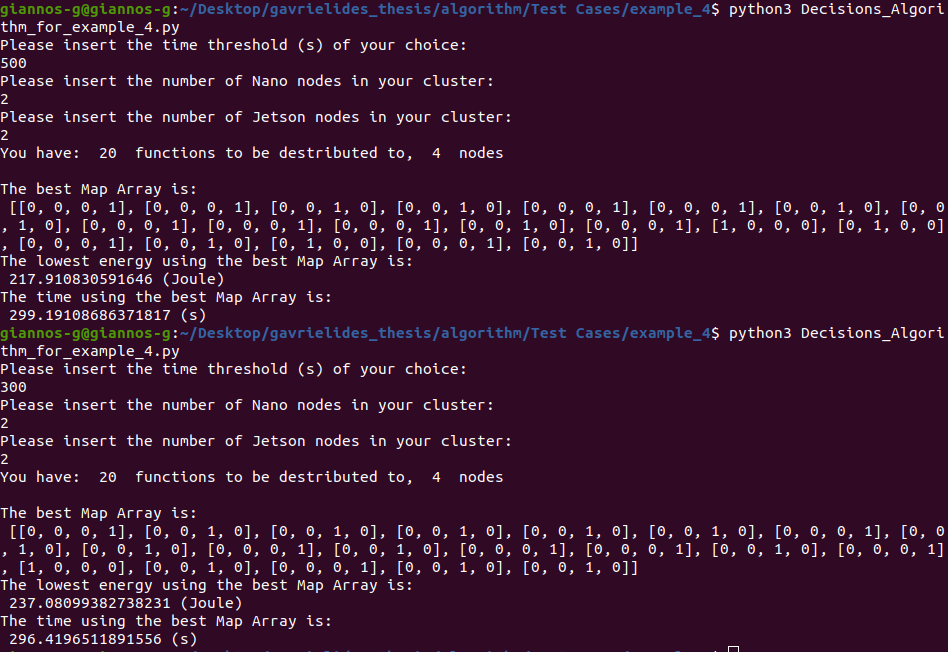 giannos-g@giannos-g:~/Desktop/gavrielides_thesis/algorithm/Test Cases/example_4$ python3 Decisions_Algori
thm_for_example_4.py
Please insert the time threshold (s) of your choice:
500
Please insert the number of Nano nodes in your cluster:
2
Please insert the number of Jetson nodes in your cluster:
2
You have:  20  functions to be destributed to,  4  nodes

The best Map Array is:
 [[0, 0, 0, 1], [0, 0, 0, 1], [0, 0, 1, 0], [0, 0, 1, 0], [0, 0, 0, 1], [0, 0, 0, 1], [0, 0, 1, 0], [0, 0
, 1, 0], [0, 0, 0, 1], [0, 0, 0, 1], [0, 0, 0, 1], [0, 0, 1, 0], [0, 0, 0, 1], [1, 0, 0, 0], [0, 1, 0, 0]
, [0, 0, 0, 1], [0, 0, 1, 0], [0, 1, 0, 0], [0, 0, 0, 1], [0, 0, 1, 0]]
The lowest energy using the best Map Array is:
 217.910830591646 (Joule)
The time using the best Map Array is:
 299.19108686371817 (s)
giannos-g@giannos-g:~/Desktop/gavrielides_thesis/algorithm/Test Cases/example_4$ python3 Decisions_Algori
thm_for_example_4.py
Please insert the time threshold (s) of your choice:
300
Please insert the number of Nano nodes in your cluster:
2
Please insert the number of Jetson nodes in your cluster:
2
You have:  20  functions to be destributed to,  4  nodes

The best Map Array is:
 [[0, 0, 0, 1], [0, 0, 1, 0], [0, 0, 1, 0], [0, 0, 1, 0], [0, 0, 1, 0], [0, 0, 1, 0], [0, 0, 0, 1], [0, 0
, 1, 0], [0, 0, 1, 0], [0, 0, 0, 1], [0, 0, 1, 0], [0, 0, 0, 1], [0, 0, 0, 1], [0, 0, 1, 0], [0, 0, 0, 1]
, [1, 0, 0, 0], [0, 0, 1, 0], [0, 0, 0, 1], [0, 0, 1, 0], [0, 0, 1, 0]]
The lowest energy using the best Map Array is:
 237.08099382738231 (Joule)
The time using the best Map Array is:
 296.4196511891556 (s)